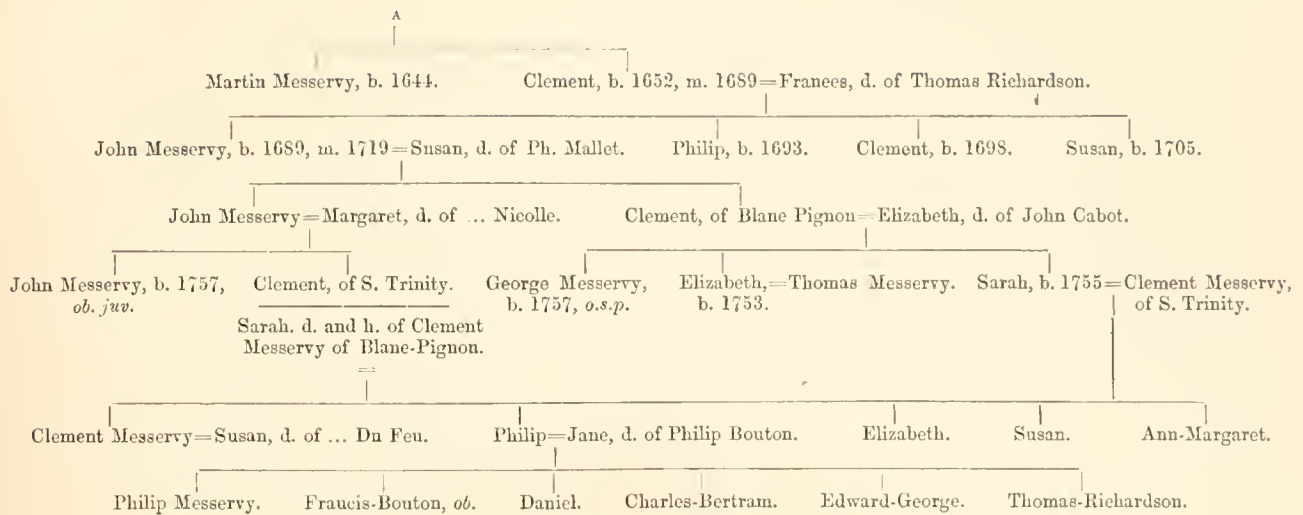 A
Martin Messervy, b. 1644. Clement, b. 1652, m. 1689=Frances, d. of Thomas Richardson.
John Messervy, b. 1689, m. 1719=Susan, d. of Ph. Mallet. Philip, b. 1693. Clement, b. 1698. Susan, b. 1705.
John Messervy=Margaret, d. of ... Nicolle. Clement, of Blanc Pignon=Elizabeth, d. of John Cabot.
John Messervy, b. 1757, Clement, of S. Trinity. George Messervy, Elizabeth,=Thomas Messervy. Sarah, b. 1755=Clement Messervy,
ob. juv. b. 1757, o.s.p. b. 1753. of S. Trinity.
Sarah. d. and h. of Clement
Messervy of Blanc-Pignon.
=
Clement Messervy=Susan, d. of ... Du Feu. Philip=Jane, d. of Philip Bouton. Elizabeth. Susan. Ann-Margaret.
Philip Messervy. Francis-Bouton, ob. Daniel. Charles-Bertram. Edward-George. Thomas-Richardson.